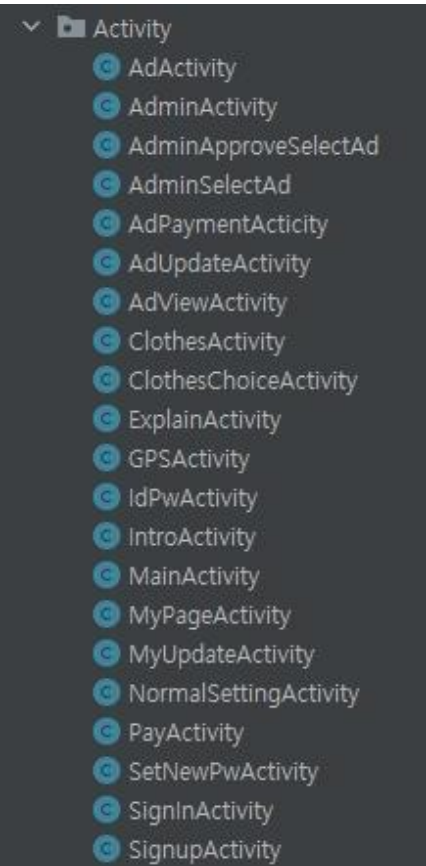 Activity
AdActivity
AdminActivity
AdminApproveSelectAd
AdminSelectAd
AdPaymentActicity
AdUpdateActivity
AdViewActivity
ClothesActivity
ClothesChoiceActivity
ExplainActivity
GPSActivity
IdPwActivity
IntroActivity
MainActivity
MyPageActivity
MyUpdateActivity
NormalSettingActivity
PayActivity
SetNewPwActivity
SignInActivity
SignupActivity